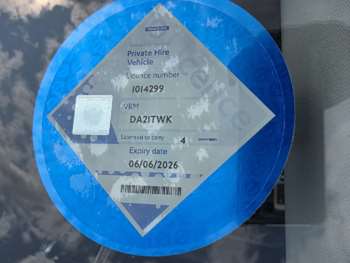 Private Hire
Vehicle
Licence number
1014299
VRM
DA21TWK
Licensed to carry 4
Expiry date
06/06/2026